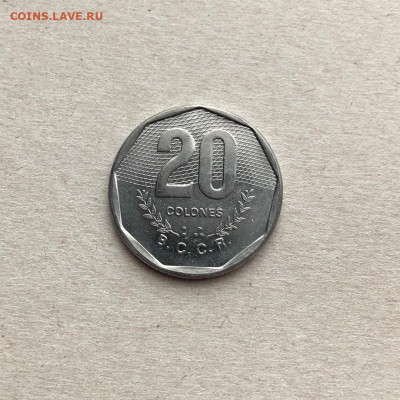 COINS.LAVE.RU
20
COLONES
B. C. C. R.